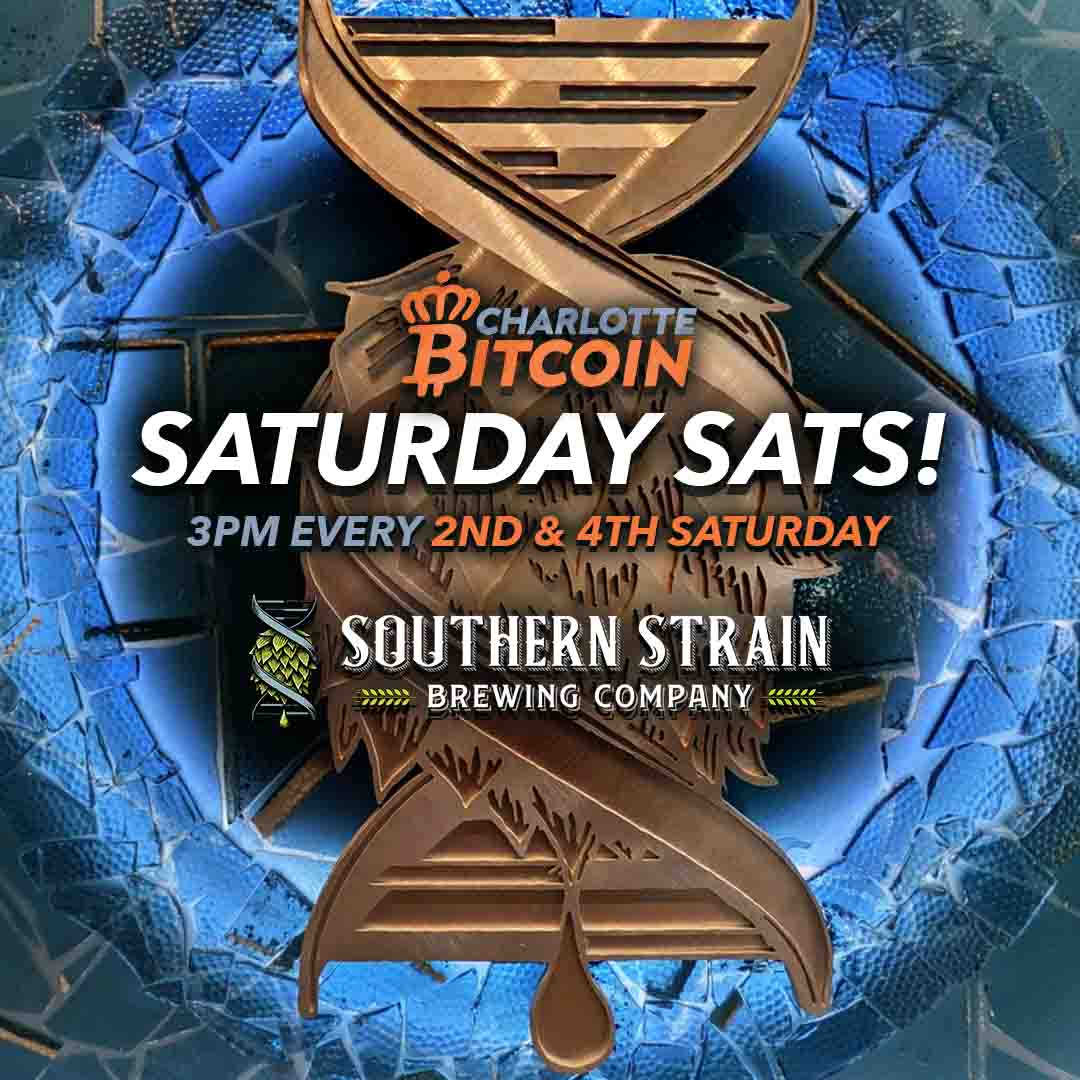 CHARLOTTE
BITCOIN
SATURDAY SATS!
3PM EVERY 2ND & 4TH SATURDAY
SOUTHERN STRAIN
BREWING COMPANY